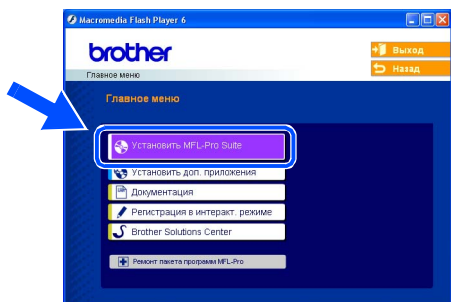 Macromedia Flash Player 6
brother
Выход
Назад
Главное меню
Главное меню
Установить MFL-Pro Suite
Установить доп. приложения
Документация
Регистрация в интеракт. режиме
Brother Solutions Center
Ремонт пакета программ MFL-Pro